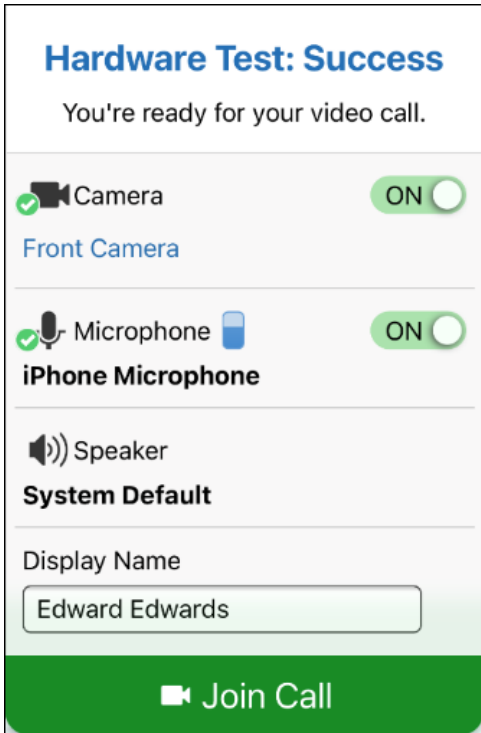 Hardware Test: Success
You're ready for your video call.
Camera ON
Front Camera
Microphone ON
iPhone Microphone
Speaker
System Default
Display Name
Edward Edwards
Join Call